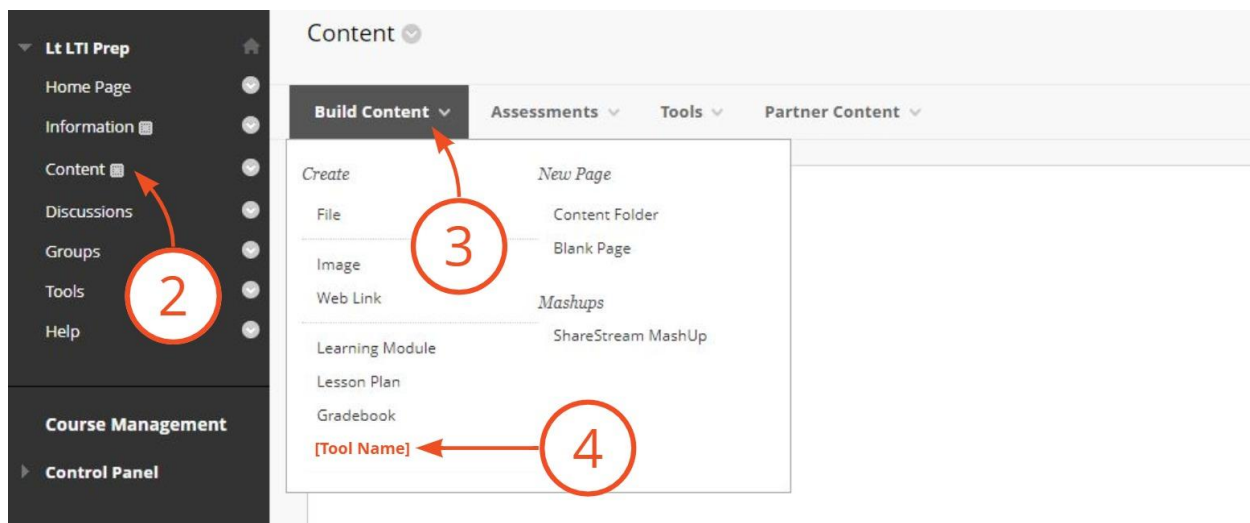 Lt LTI Prep
Home Page
Information
Content
Discussions
Groups
Tools
Help
2
Course Management
Control Panel
Content
Build Content
Assessments
Tools
Partner Content
Create
File
Image
Web Link
Learning Module
Lesson Plan
Gradebook
[Tool Name]
New Page
Content Folder
Blank Page
Mashups
ShareStream MashUp
3
4